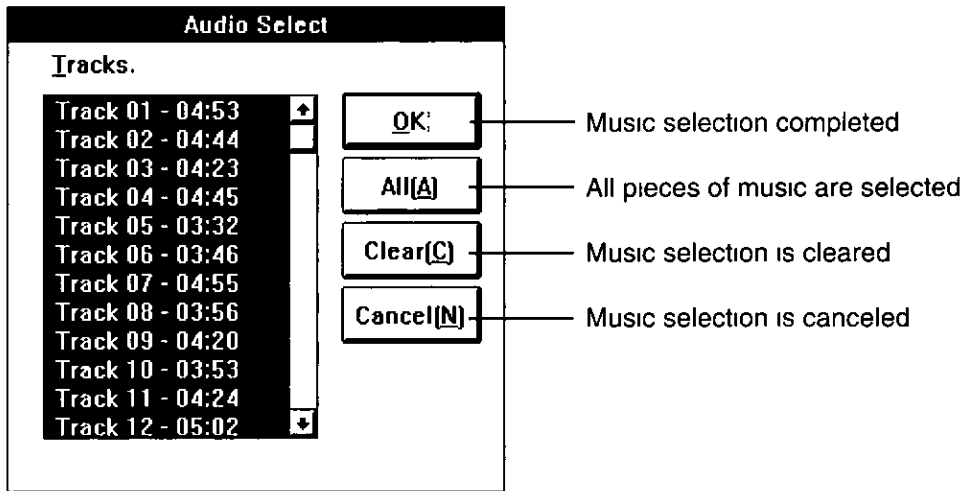 Audio Select
Tracks.
Track 01 - 04:53
Track 02 - 04:44
Track 03 - 04:23
Track 04 - 04:45
Track 05 - 03:32
Track 06 - 03:46
Track 07 - 04:55
Track 08 - 03:56
Track 09 - 04:20
Track 10 - 03:53
Track 11 - 04:24
Track 12 - 05:02
OK
Music selection completed
All(A)
All pieces of music are selected
Clear(C)
Music selection is cleared
Cancel(N)
Music selection is canceled